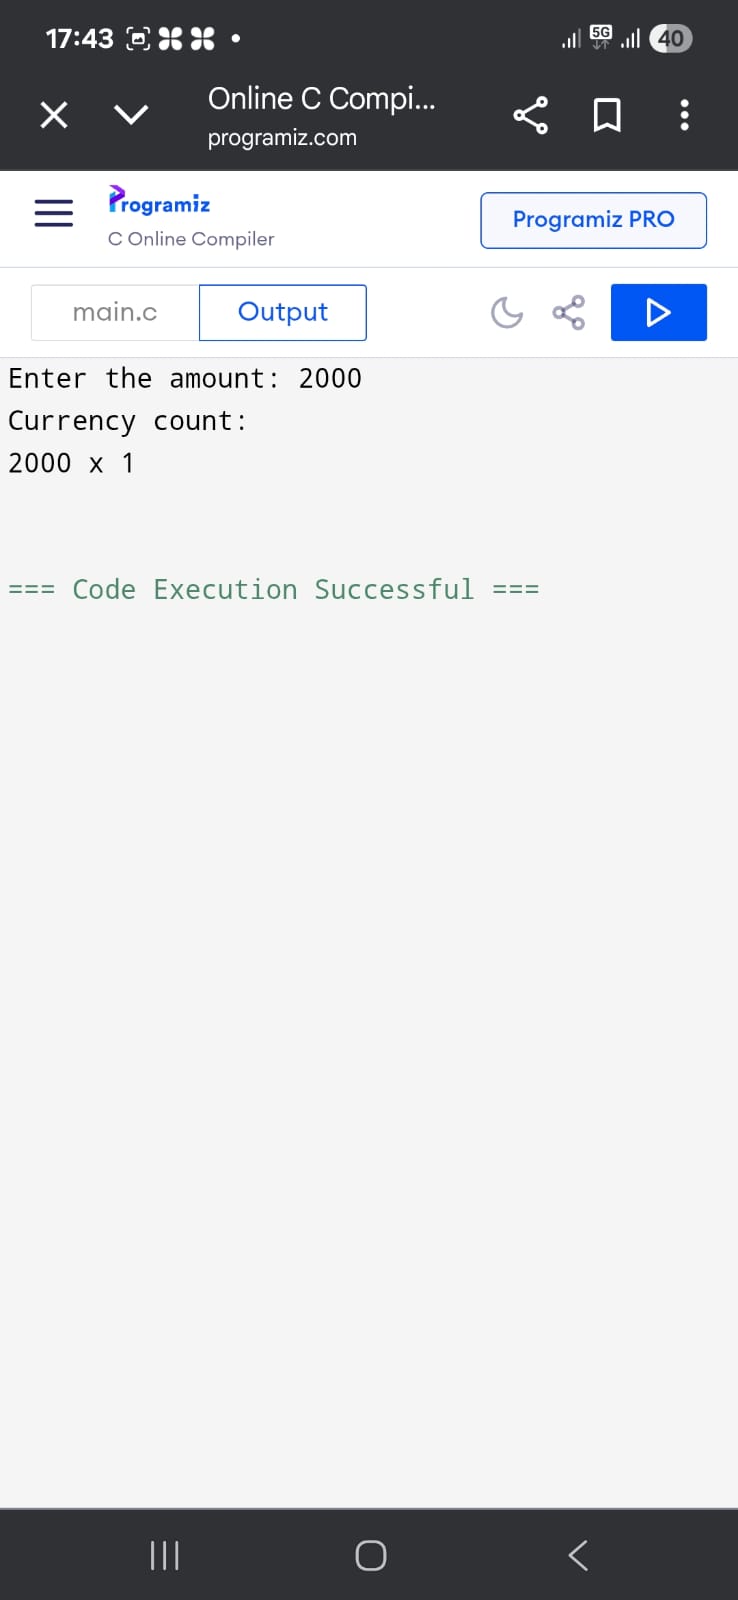 17:43
5G
40
Online C Compi...
programiz.com
Programiz
C Online Compiler
Programiz PRO
main.c
Output
Enter the amount: 2000
Currency count:
2000 x 1
=== Code Execution Successful ===